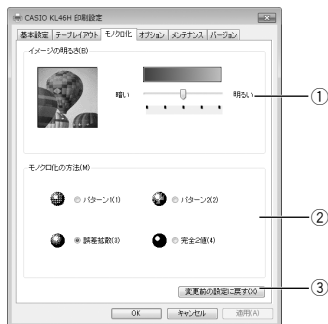 CASIO KL46H 印刷設定
基本設定 テープレイアウト モノクロ化 オプション メンテナンス バージョン
イメージの明るさ(B)
暗い 明るい ①
モノクロ化の方法(M)
パターン1(1) パターン2(2)
②
誤差拡散(3) 完全2値(4)
変更前の設定に戻す(X) ③
OK キャンセル 適用(A)